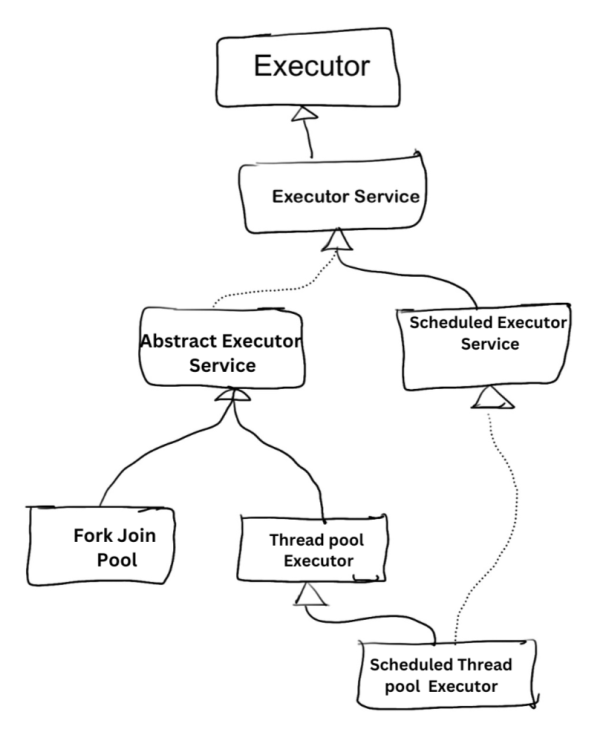 Executor
Executor Service
Abstract Executor
Service
Scheduled Executor
Service
Fork Join
Pool
Thread pool
Executor
Scheduled Thread
pool Executor